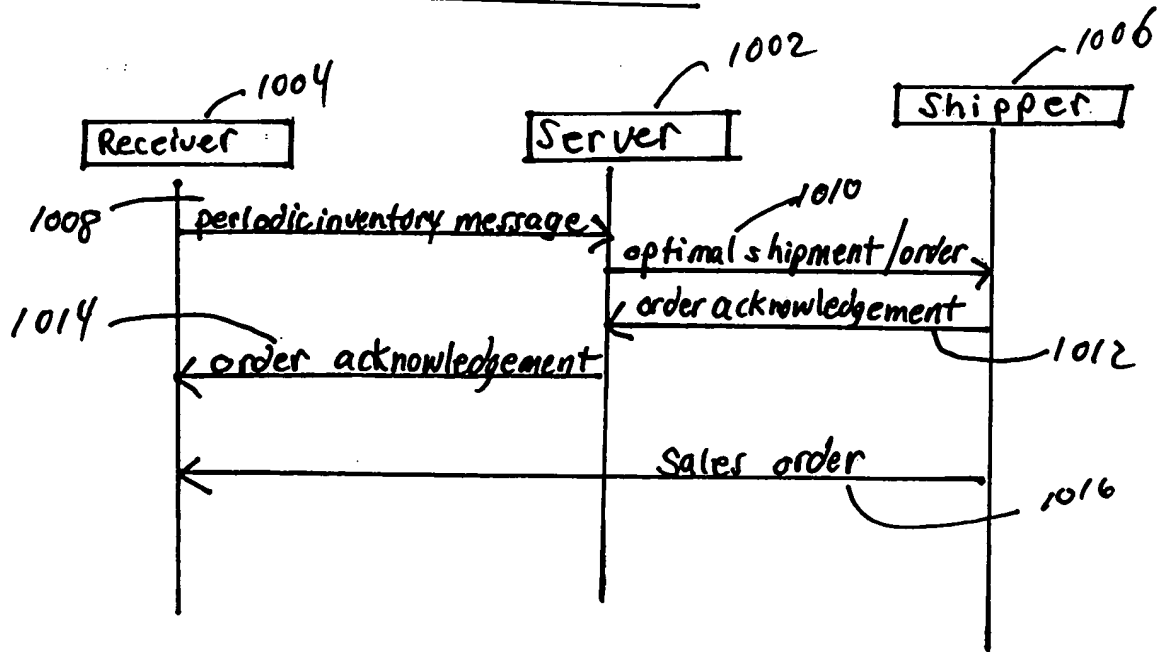 1006
1002
1004
Shipper
Server
Receiver
1010
1008
periodic inventory message
optimal shipment/order
order acknowledgement
1014
1012
order acknowledgement
Sales order
1016